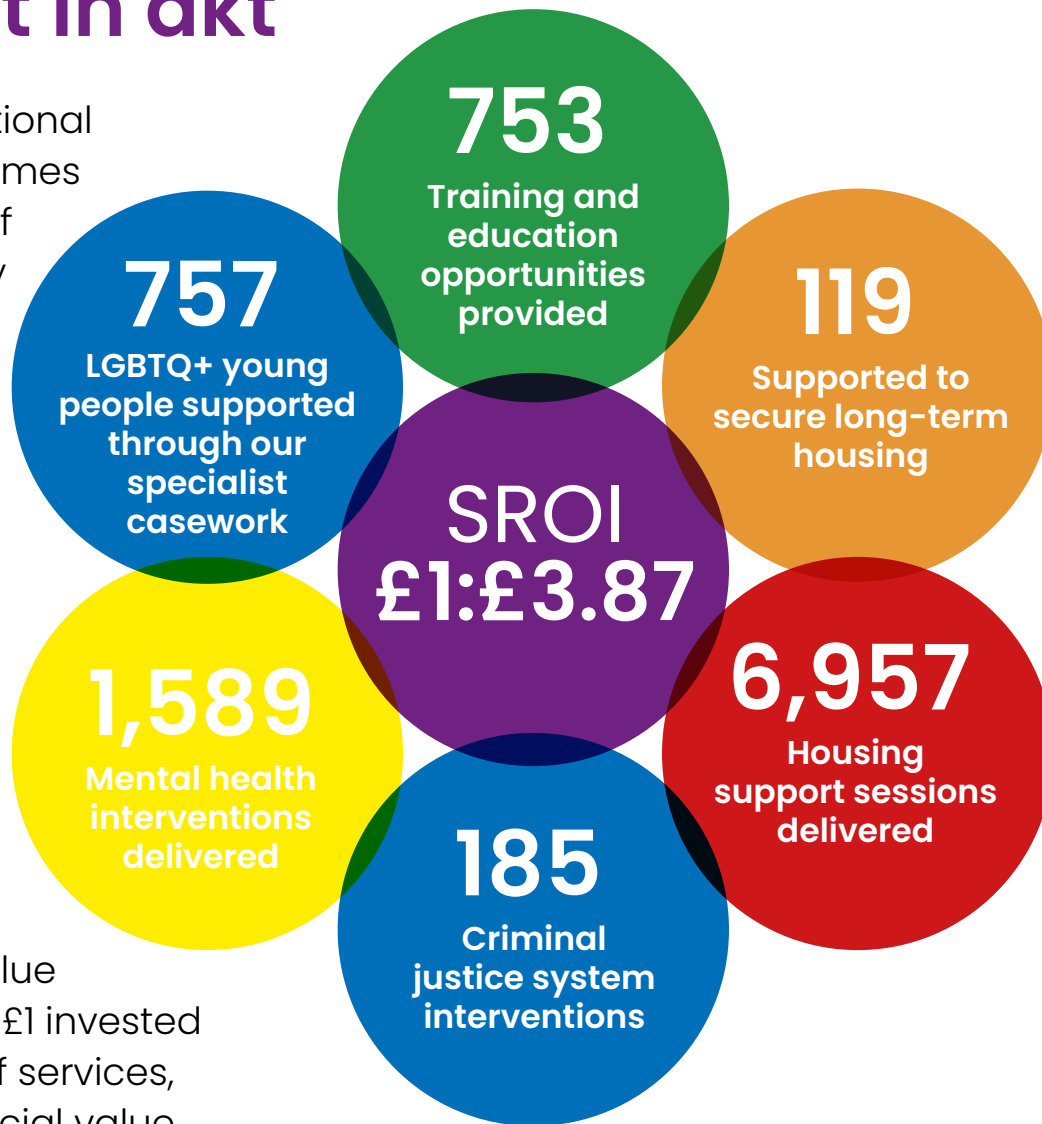 t in akt
tional
mes
f
753
Training and
education
opportunities
provided
757
LGBTQ+ young
people supported
through our
specialist
casework
119
Supported to
secure long-term
housing
SROI
£1:£3.87
1,589
Mental health
interventions
delivered
6,957
Housing
support sessions
delivered
185
Criminal
justice system
interventions
lue
£1 invested
f services,
cial value